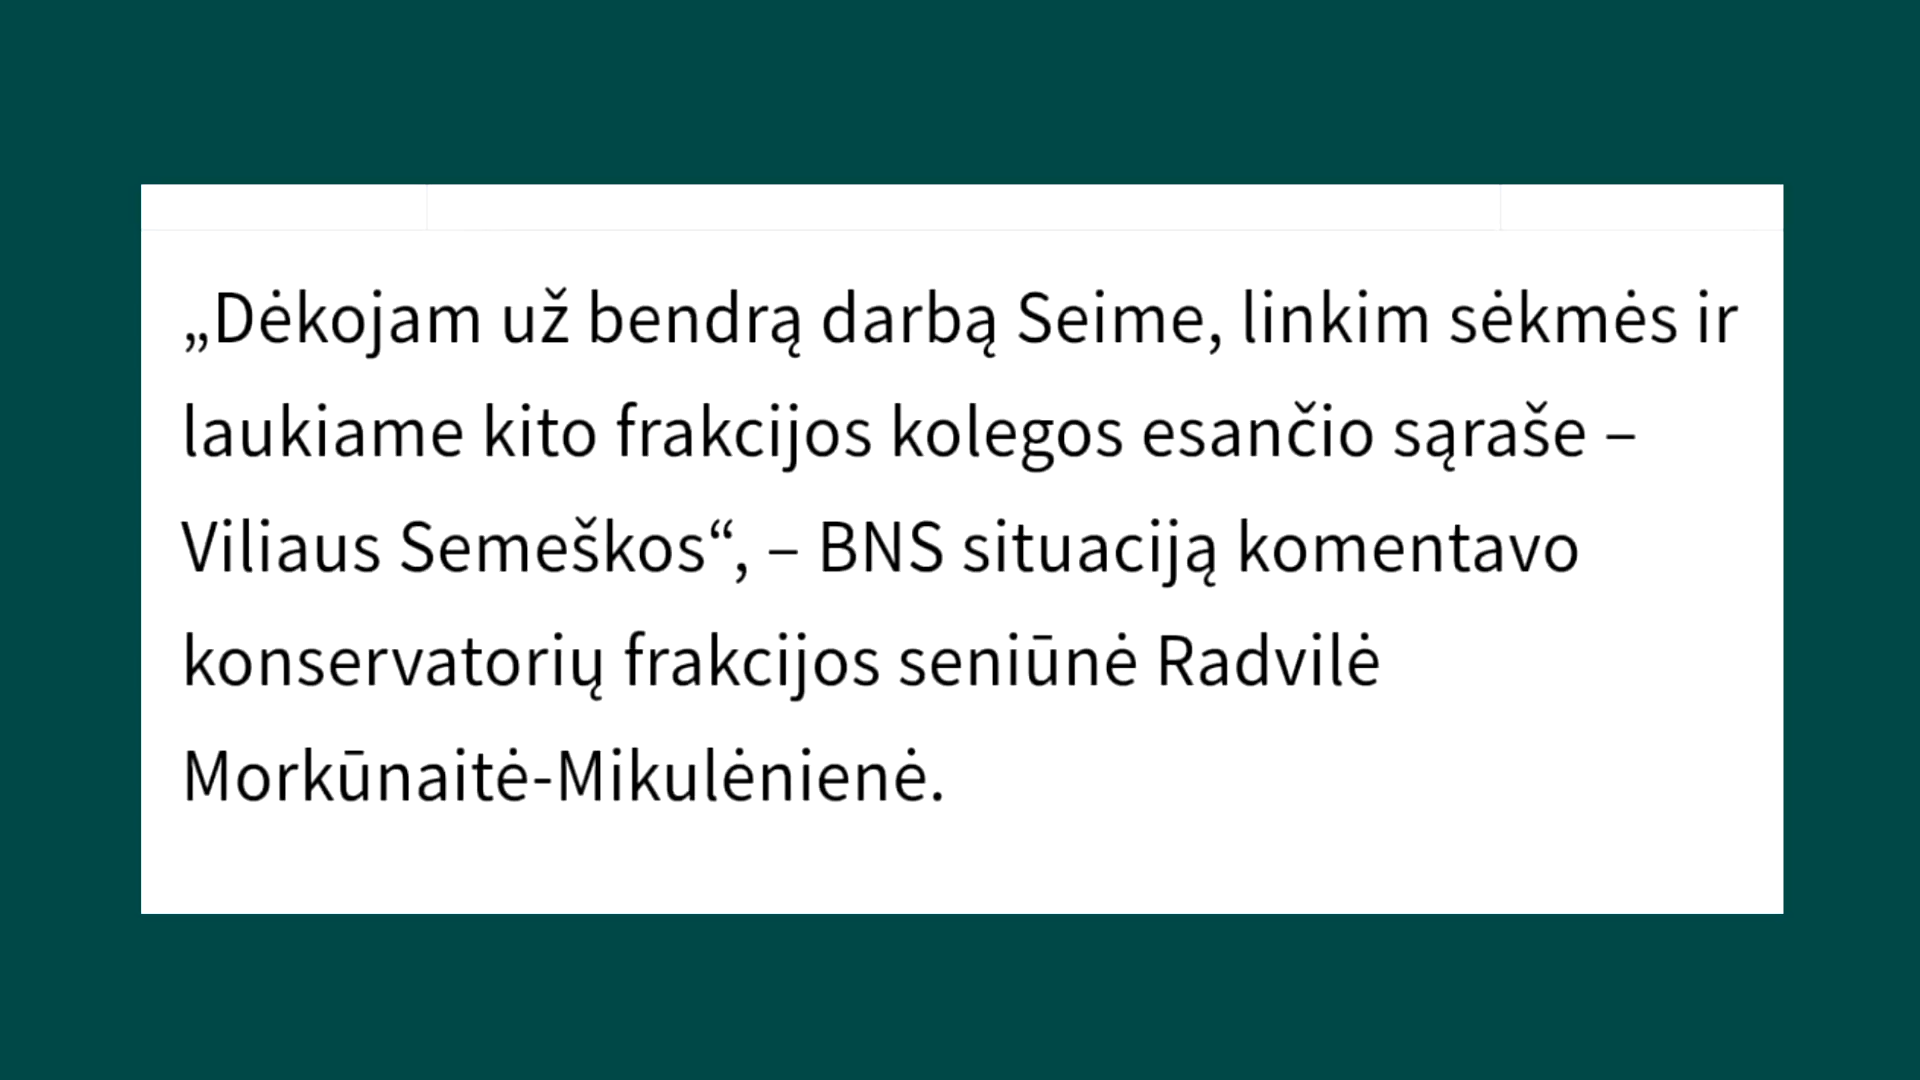 „Dėkojam už bendrą darbą Seime, linkim sėkmės ir
laukiame kito frakcijos kolegos esančio sąraše –
Viliaus Semeškos“, – BNS situaciją komentavo
konservatorių frakcijos seniūnė Radvilė
Morkūnaitė-Mikulėnienė.